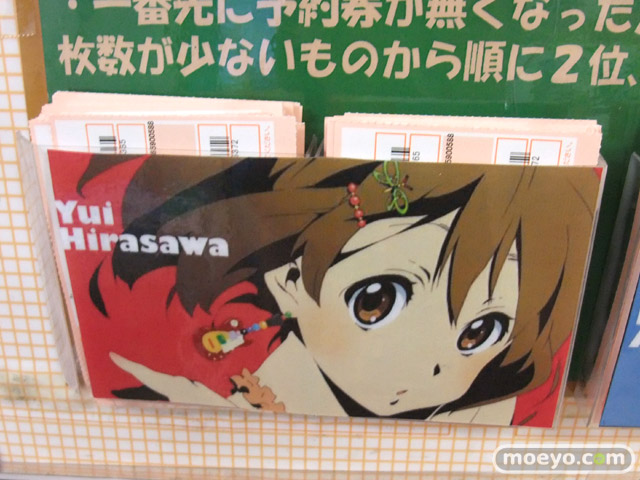 ・一番先に予約券が無くなった
枚数が少ないものから順に2位、
Yui
Hirasawa
moeyo.com